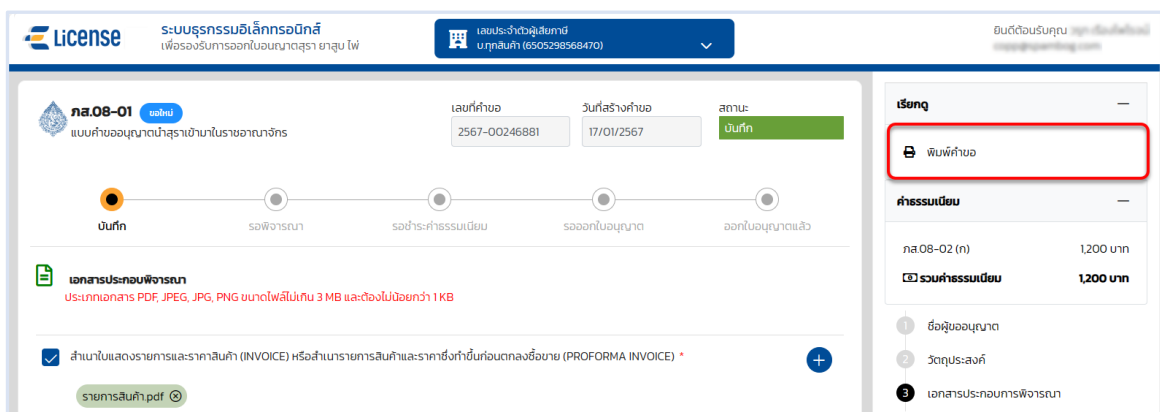 LICENSE
ระบบธุรกรรมอิเล็กทรอนิกส์
เพื่อรองรับการออกใบอนุญาตสุรา ยาสูบ ไพ่
เลขประจำตัวผู้เสียภาษี
บ.ทุกสินค้า (6505298568470)
ยินดีต้อนรับคุณ
ภส.08-01 ขอใหม่
แบบคำขออนุญาตนำสุราเข้ามาในราชอาณาจักร
เลขที่คำขอ
2567-00246881
วันที่สร้างคำขอ
17/01/2567
สถานะ
บันทึก
บันทึก
รอพิจารณา
รอชำระค่าธรรมเนียม
รอออกใบอนุญาต
ออกใบอนุญาตแล้ว
เอกสารประกอบพิจารณา
ประเภทเอกสาร PDF, JPEG, JPG, PNG ขนาดไฟล์ไม่เกิน 3 MB และต้องไม่น้อยกว่า 1 KB
สำเนาใบแสดงรายการและราคาสินค้า (INVOICE) หรือสำเนารายการสินค้าและราคาซึ่งทำขึ้นก่อนตกลงซื้อขาย (PROFORMA INVOICE) *
รายการสินค้า.pdf
เรียกดู
พิมพ์คำขอ
ค่าธรรมเนียม
ภส.08-02 (ก) 1,200 บาท
รวมค่าธรรมเนียม 1,200 บาท
1 ชื่อผู้ขออนุญาต
2 วัตถุประสงค์
3 เอกสารประกอบการพิจารณา